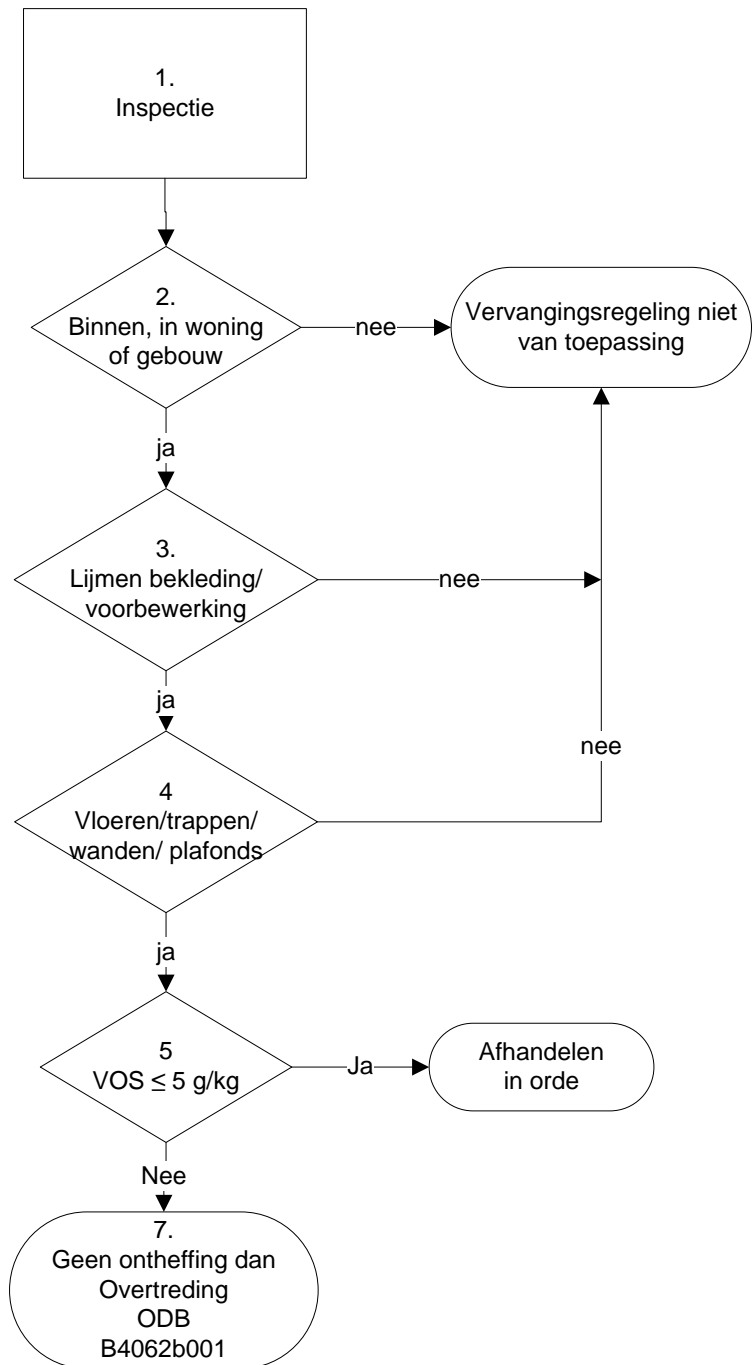 1.
Inspectie
2.
Binnen, in woning
of gebouw
nee
Vervangingsregeling niet
van toepassing
ja
3.
Lijmen bekleding/
voorbewerking
nee
ja
nee
4
Vloeren/trappen/
wanden/ plafonds
ja
5
VOS ≤ 5 g/kg
Ja
Afhandelen
in orde
Nee
7.
Geen ontheffing dan
Overtreding
ODB
B4062b001